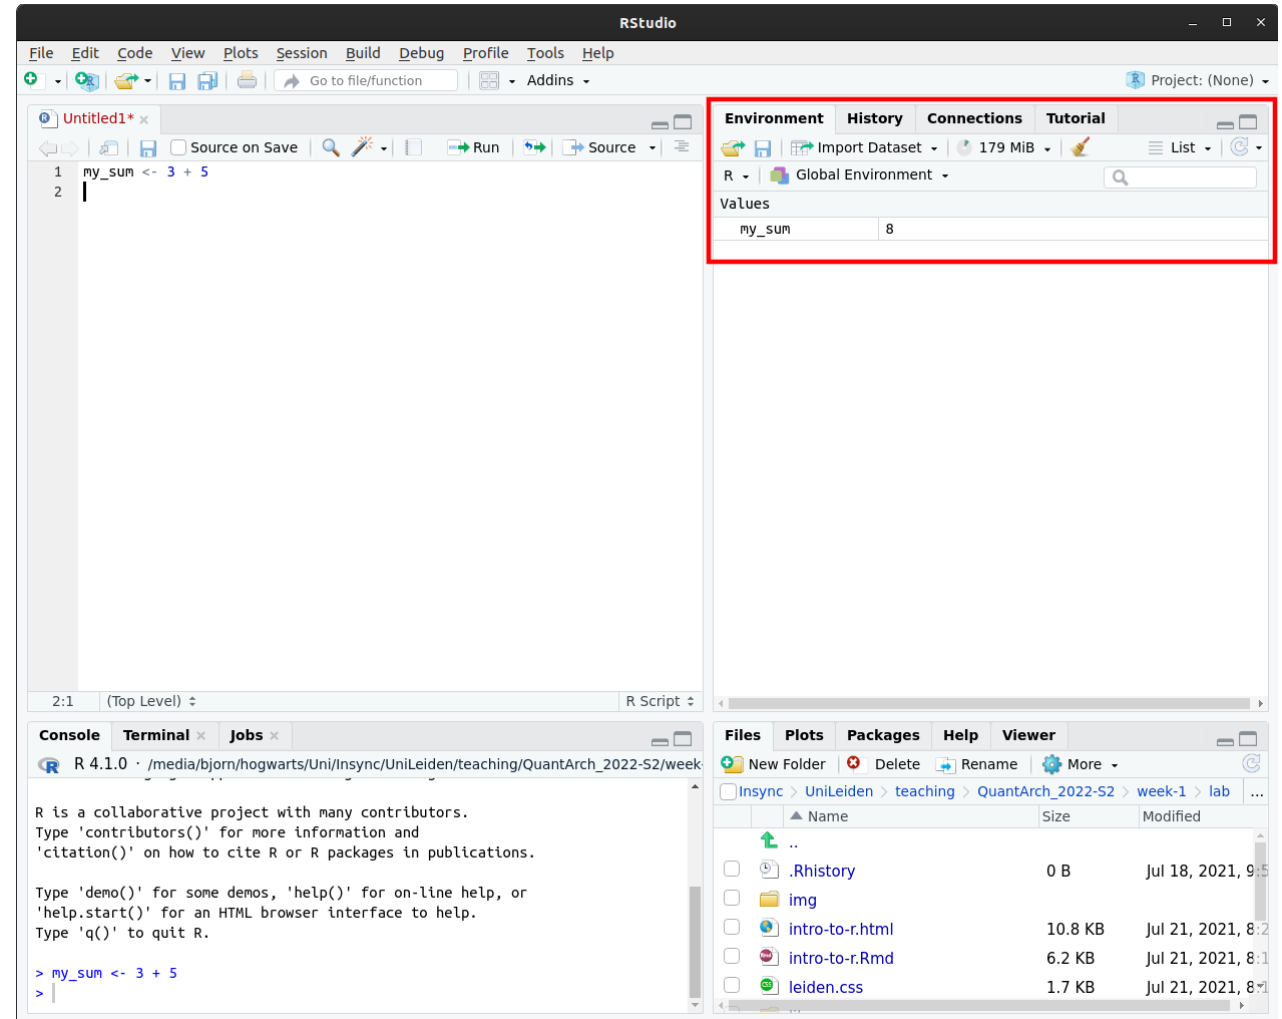 RStudio
File Edit Code View Plots Session Build Debug Profile Tools Help
Go to file/function Addins Project: (None)
Untitled1*
Source on Save Run Source
1 my_sum <- 3 + 5
2
2:1 (Top Level) R Script
Environment History Connections Tutorial
Import Dataset 179 MiB List
R Global Environment
Values
my_sum 8
Console Terminal Jobs
R 4.1.0 · /media/bjorn/hogwarts/Uni/Insync/UniLeiden/teaching/QuantArch_2022-S2/week-
R is a collaborative project with many contributors.
Type 'contributors()' for more information and
'citation()' on how to cite R or R packages in publications.
Type 'demo()' for some demos, 'help()' for on-line help, or
'help.start()' for an HTML browser interface to help.
Type 'q()' to quit R.
> my_sum <- 3 + 5
>
Files Plots Packages Help Viewer
New Folder Delete Rename More
Insync > UniLeiden > teaching > QuantArch_2022-S2 > week-1 > lab ...
Name Size Modified
..
.Rhistory 0 B Jul 18, 2021, 9:5
img
intro-to-r.html 10.8 KB Jul 21, 2021, 8:2
intro-to-r.Rmd 6.2 KB Jul 21, 2021, 8:1
leiden.css 1.7 KB Jul 21, 2021, 8:1